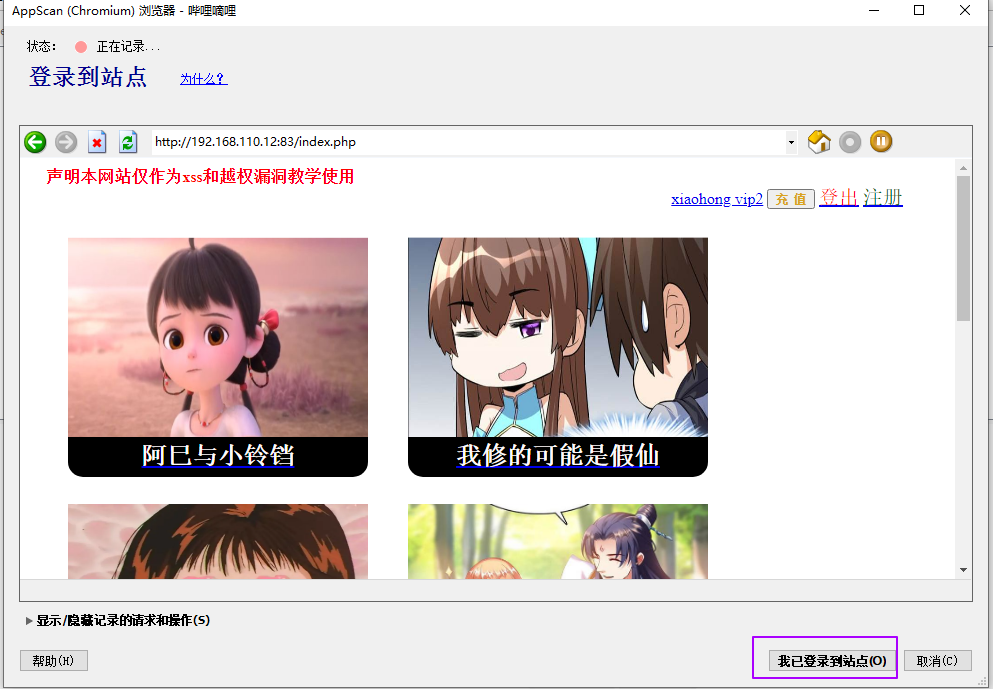 AppScan (Chromium) 浏览器 - 哔哩嘀哩
状态： 正在记录...
登录到站点 为什么？
http://192.168.110.12:83/index.php
声明本网站仅作为xss和越权漏洞教学使用
xiaohong vip2 充 值 登出 注册
阿巳与小铃铛 我修的可能是假仙
显示/隐藏记录的请求和操作(S)
帮助(H) 我已登录到站点(O) 取消(C)